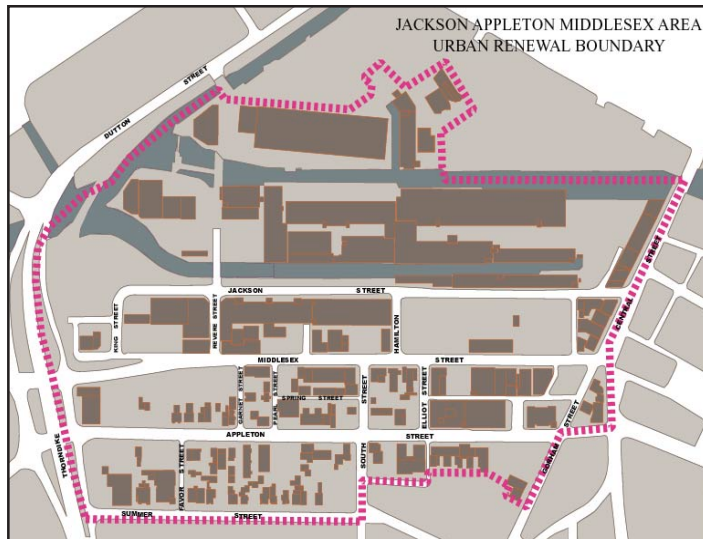 JACKSON APPLETON MIDDLESEX AREA
URBAN RENEWAL BOUNDARY
DUTTON STREET
JACKSON STREET
KING STREET
REVERE STREET
HAMILTON
CENTRAL STREET
MIDDLESEX STREET
GARNET STREET
PEARL STREET
SPRING STREET
STREET
ELLIOT STREET
APPLETON STREET
THORNDIKE
FAVOR STREET
SOUTH
GORHAM STREET
SUMMER STREET